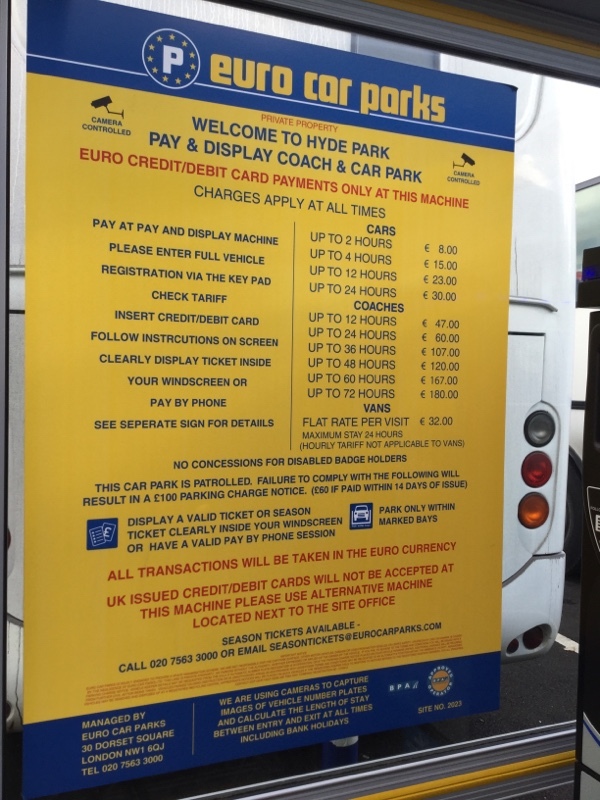 P euro car parks
PRIVATE PROPERTY
WELCOME TO HYDE PARK
PAY & DISPLAY COACH & CAR PARK
CAMERA
CONTROLLED
CAMERA
CONTROLLED
EURO CREDIT/DEBIT CARD PAYMENTS ONLY AT THIS MACHINE
CHARGES APPLY AT ALL TIMES
PAY AT PAY AND DISPLAY MACHINE
PLEASE ENTER FULL VEHICLE
REGISTRATION VIA THE KEY PAD
CHECK TARIFF
INSERT CREDIT/DEBIT CARD
FOLLOW INSTRCUTIONS ON SCREEN
CLEARLY DISPLAY TICKET INSIDE
YOUR WINDSCREEN OR
PAY BY PHONE
SEE SEPERATE SIGN FOR DETAIILS
CARS
UP TO 2 HOURS € 8.00
UP TO 4 HOURS € 15.00
UP TO 12 HOURS € 23.00
UP TO 24 HOURS € 30.00
COACHES
UP TO 12 HOURS € 47.00
UP TO 24 HOURS € 60.00
UP TO 36 HOURS € 107.00
UP TO 48 HOURS € 120.00
UP TO 60 HOURS € 167.00
UP TO 72 HOURS € 180.00
VANS
FLAT RATE PER VISIT € 32.00
MAXIMUM STAY 24 HOURS
(HOURLY TARIFF NOT APPLICABLE TO VANS)
NO CONCESSIONS FOR DISABLED BADGE HOLDERS
THIS CAR PARK IS PATROLLED. FAILURE TO COMPLY WITH THE FOLLOWING WILL
RESULT IN A £100 PARKING CHARGE NOTICE. (£60 IF PAID WITHIN 14 DAYS OF ISSUE)
DISPLAY A VALID TICKET OR SEASON
TICKET CLEARLY INSIDE YOUR WINDSCREEN
OR HAVE A VALID PAY BY PHONE SESSION
PARK ONLY WITHIN
MARKED BAYS
ALL TRANSACTIONS WILL BE TAKEN IN THE EURO CURRENCY
UK ISSUED CREDIT/DEBIT CARDS WILL NOT BE ACCEPTED AT
THIS MACHINE PLEASE USE ALTERNATIVE MACHINE
LOCATED NEXT TO THE SITE OFFICE
SEASON TICKETS AVAILABLE -
CALL 020 7563 3000 OR EMAIL SEASONTICKETS@EUROCARPARKS.COM
MANAGED BY
EURO CAR PARKS
30 DORSET SQUARE
LONDON NW1 6QJ
TEL 020 7563 3000
WE ARE USING CAMERAS TO CAPTURE
IMAGES OF VEHICLE NUMBER PLATES
AND CALCULATE THE LENGTH OF STAY
BETWEEN ENTRY AND EXIT AT ALL TIMES
INCLUDING BANK HOLIDAYS
BPA
SITE NO. 2623